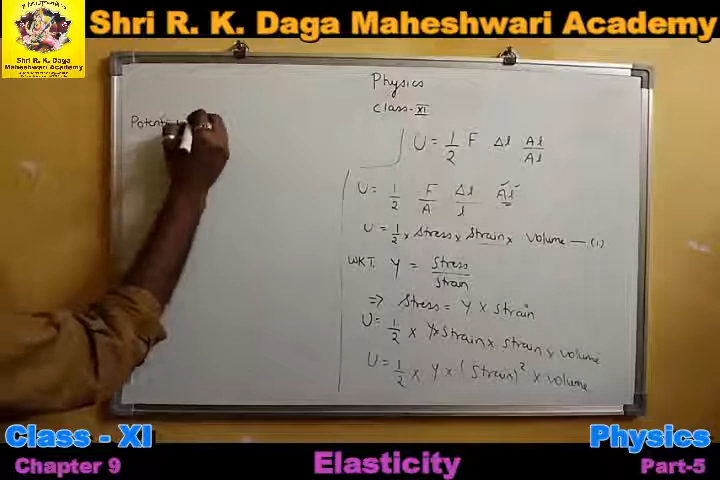 Shri R. K. Daga Maheshwari Academy
Shri R. K. Daga
Maheshwari Academy
Physics
Class-XI
Potenti
U = 1/2 F Δl Al/Al
U = 1/2 F/A Δl/l Al
U = 1/2 × Stress × Strain × volume — (1)
WKT, Y = Stress/Strain
⇒ Stress = Y × Strain
U = 1/2 × Y × Strain × Strain × volume
U = 1/2 × Y × (Strain)² × volume
Class - XI
Physics
Chapter 9
Elasticity
Part-5